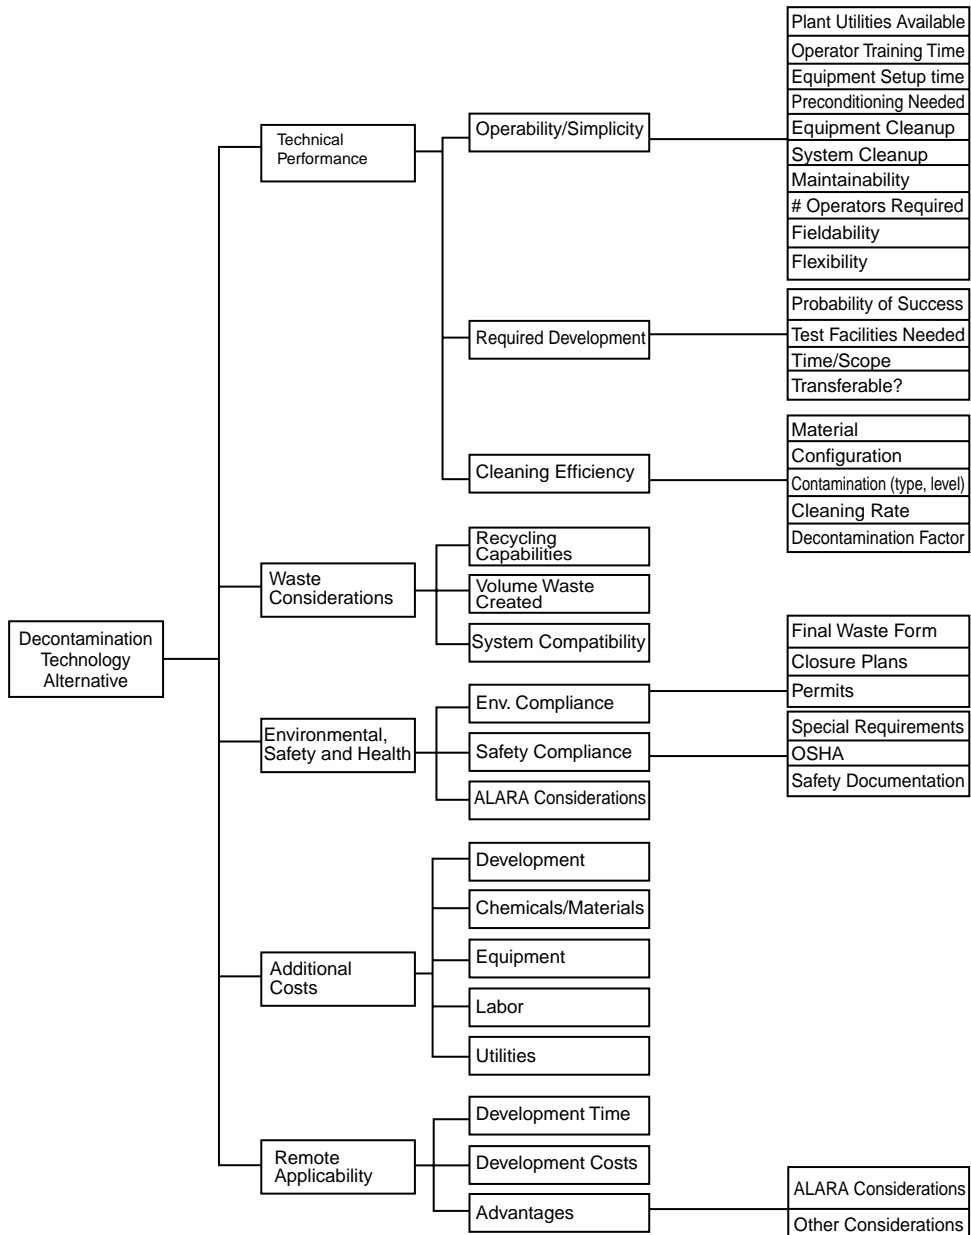 Decontamination
Technology
Alternative
Technical
Performance
Operability/Simplicity
Plant Utilities Available
Operator Training Time
Equipment Setup time
Preconditioning Needed
Equipment Cleanup
System Cleanup
Maintainability
# Operators Required
Fieldability
Flexibility
Required Development
Probability of Success
Test Facilities Needed
Time/Scope
Transferable?
Cleaning Efficiency
Material
Configuration
Contamination (type, level)
Cleaning Rate
Decontamination Factor
Waste
Considerations
Recycling
Capabilities
Volume Waste
Created
System Compatibility
Environmental,
Safety and Health
Env. Compliance
Final Waste Form
Closure Plans
Permits
Safety Compliance
Special Requirements
OSHA
Safety Documentation
ALARA Considerations
Additional
Costs
Development
Chemicals/Materials
Equipment
Labor
Utilities
Remote
Applicability
Development Time
Development Costs
Advantages
ALARA Considerations
Other Considerations